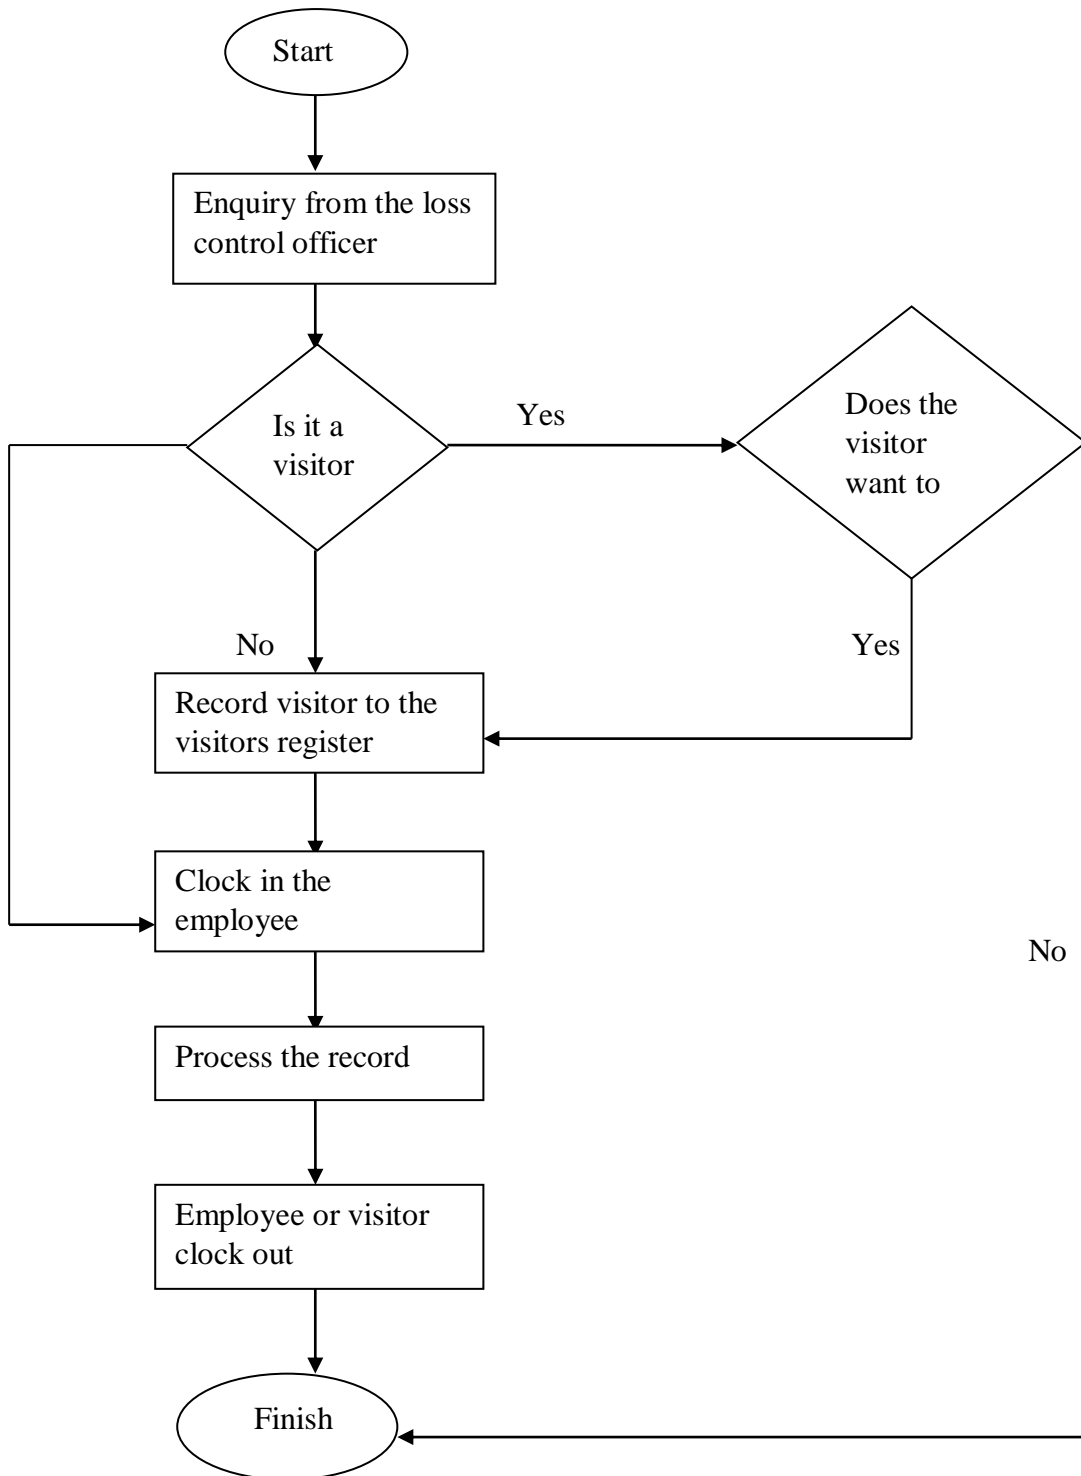 Start
Enquiry from the loss
control officer
Is it a
visitor
Yes
Does the
visitor
want to
No
Yes
Record visitor to the
visitors register
Clock in the
employee
No
Process the record
Employee or visitor
clock out
Finish